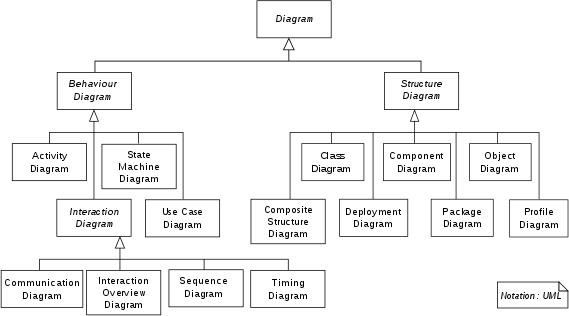 Diagram
Behaviour
Diagram
Structure
Diagram
Activity
Diagram
State
Machine
Diagram
Class
Diagram
Component
Diagram
Object
Diagram
Interaction
Diagram
Use Case
Diagram
Composite
Structure
Diagram
Deployment
Diagram
Package
Diagram
Profile
Diagram
Communication
Diagram
Interaction
Overview
Diagram
Sequence
Diagram
Timing
Diagram
Notation: UML